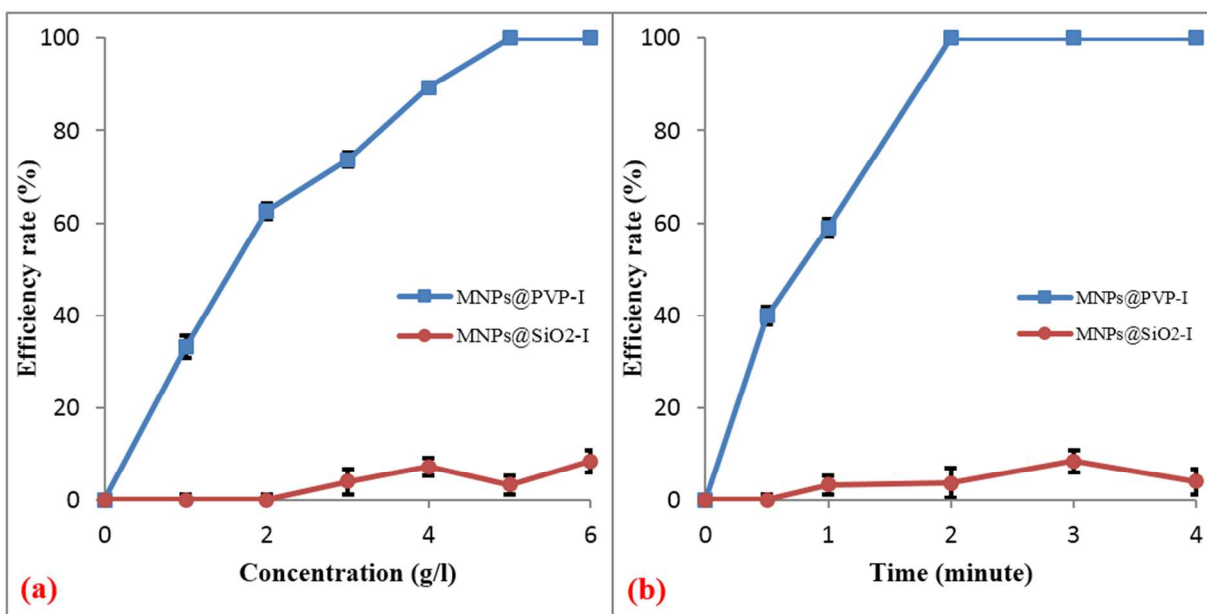 100
80
60
40
20
0
Efficiency rate (%)
MNPs@PVP-I
MNPs@SiO2-I
0 2 4 6
Concentration (g/l)
(a)
100
80
60
40
20
0
Efficiency rate (%)
MNPs@PVP-I
MNPs@SiO2-I
0 1 2 3 4
Time (minute)
(b)